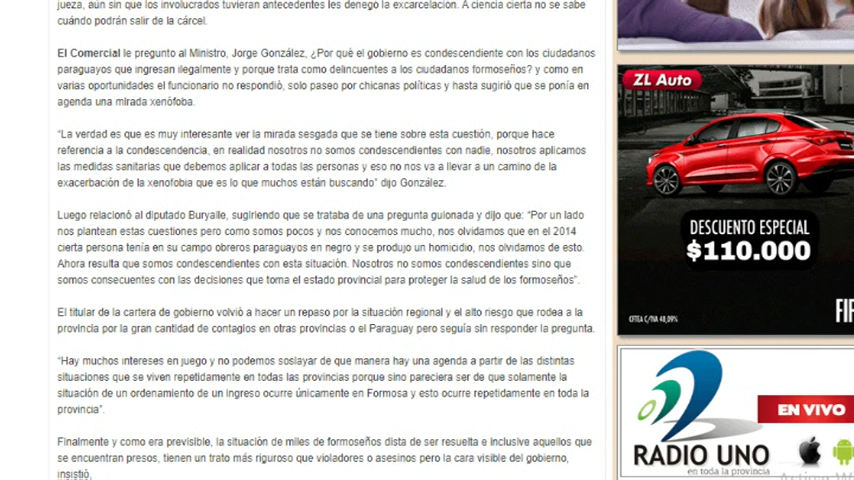 jueza, aún sin que los involucrados tuvieran antecedentes les denegó la excarcelación. A ciencia cierta no se sabe
cuándo podrán salir de la cárcel.
El Comercial le pregunto al Ministro, Jorge González, ¿Por qué el gobierno es condescendiente con los ciudadanos
paraguayos que ingresan ilegalmente y porque trata como delincuentes a los ciudadanos formoseños? y como en
varias oportunidades el funcionario no respondió, solo paseo por chicanas políticas y hasta sugirió que se ponía en
agenda una mirada xenófoba.
“La verdad es que es muy interesante ver la mirada sesgada que se tiene sobre esta cuestión, porque hace
referencia a la condescendencia, en realidad nosotros no somos condescendientes con nadie, nosotros aplicamos
las medidas sanitarias que debemos aplicar a todas las personas y eso no nos va a llevar a un camino de la
exacerbación de la xenofobia que es lo que muchos están buscando” dijo González.
Luego relacionó al diputado Buryaile, sugiriendo que se trataba de una pregunta guionada y dijo que: “Por un lado
nos plantean estas cuestiones pero como somos pocos y nos conocemos mucho, nos olvidamos que en el 2014
cierta persona tenía en su campo obreros paraguayos en negro y se produjo un homicidio, nos olvidamos de esto.
Ahora resulta que somos condescendientes con esta situación. Nosotros no somos condescendientes sino que
somos consecuentes con las decisiones que toma el estado provincial para proteger la salud de los formoseños”.
El titular de la cartera de gobierno volvió a hacer un repaso por la situación regional y el alto riesgo que rodea a la
provincia por la gran cantidad de contagios en otras provincias o el Paraguay pero seguía sin responder la pregunta.
“Hay muchos intereses en juego y no podemos soslayar de que manera hay una agenda a partir de las distintas
situaciones que se viven repetidamente en todas las provincias porque sino pareciera ser de que solamente la
situación de un ordenamiento de un ingreso ocurre únicamente en Formosa y esto ocurre repetidamente en toda la
provincia”.
Finalmente y como era previsible, la situación de miles de formoseños dista de ser resuelta e inclusive aquellos que
se encuentran presos, tienen un trato más riguroso que violadores o asesinos pero la cara visible del gobierno,
insistió.
ZL Auto
DESCUENTO ESPECIAL
$110.000
CFTEA C/IVA 48,09%
FI
EN VIVO
RADIO UNO
en toda la provincia